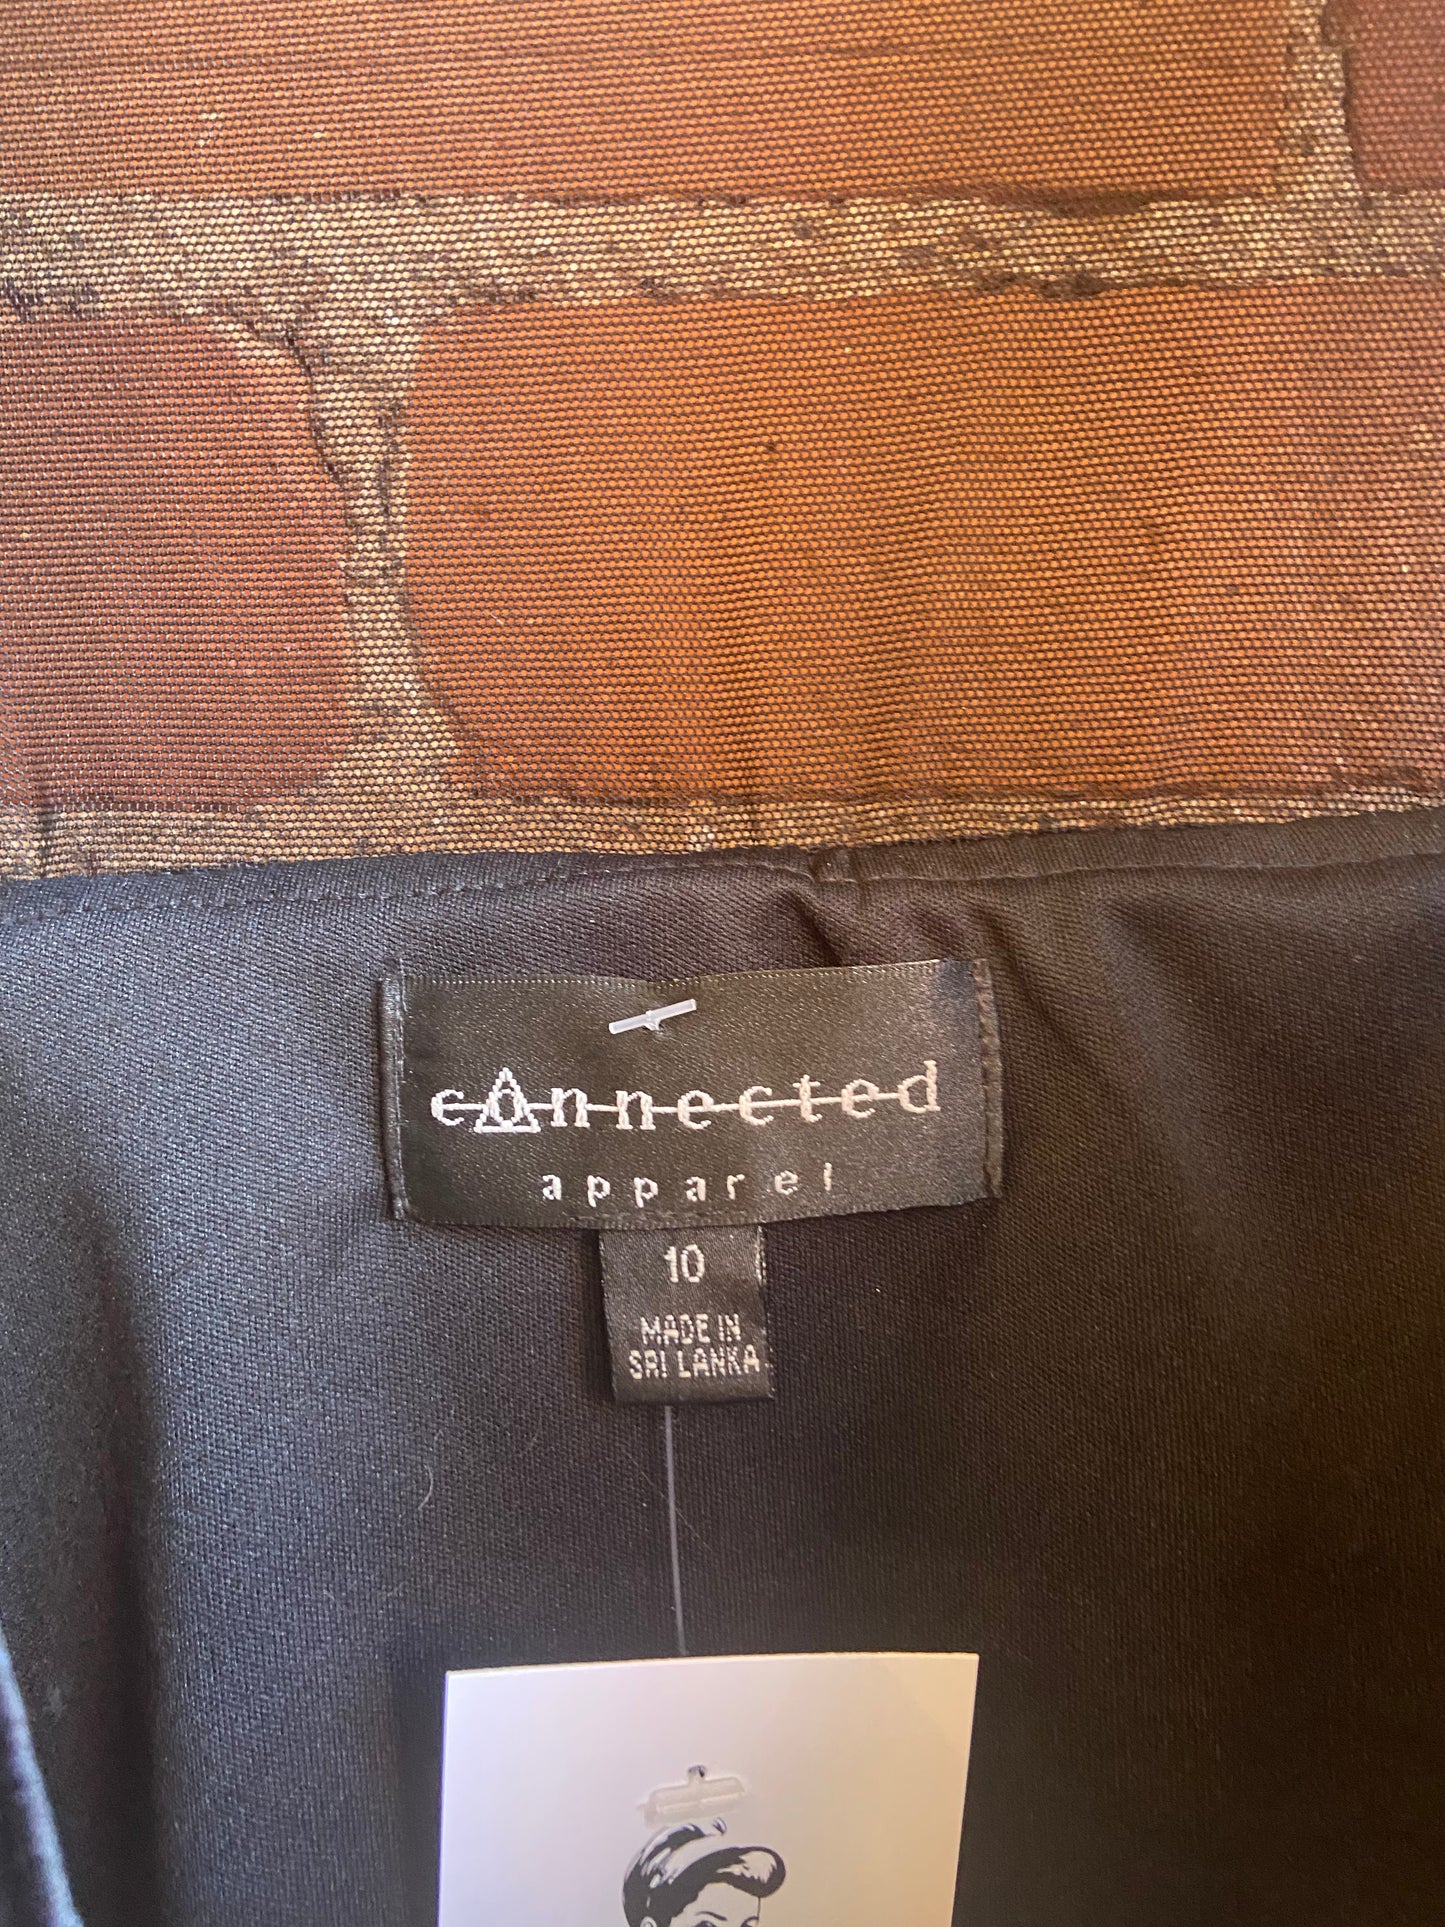 connected
apparel
10
MADE IN
SRI LANKA